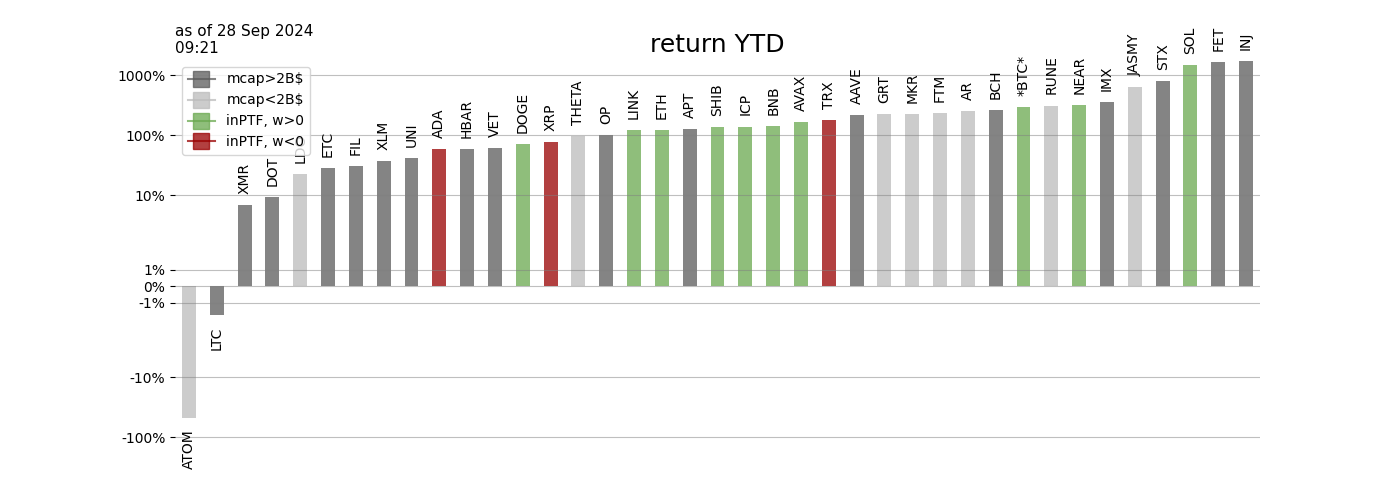 as of 28 Sep 2024
09:21
return YTD
mcap>2B$
mcap<2B$
inPTF, w>0
inPTF, w<0
1000%
100%
10%
1%
0%
-1%
-10%
-100%
ATOM
LTC
XMR
DOT
ETC
FIL
XLM
UNI
ADA
HBAR
VET
DOGE
XRP
THETA
OP
LINK
ETH
APT
SHIB
ICP
BNB
AVAX
TRX
AAVE
GRT
MKR
FTM
AR
BCH
*BTC*
RUNE
NEAR
IMX
JASMY
STX
SOL
FET
INJ